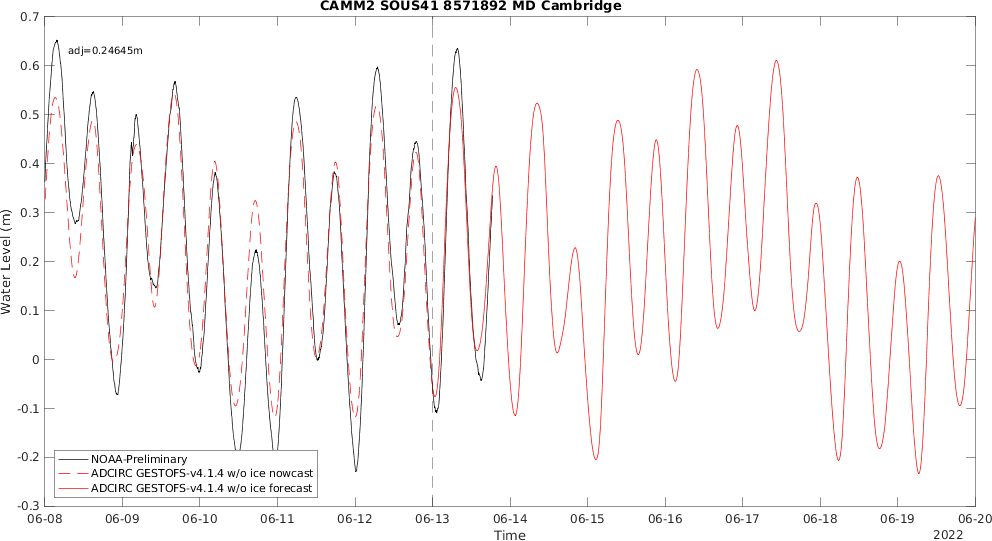 CAMM2 SOUS41 8571892 MD Cambridge
adj=0.24645m
0.7
0.6
0.5
0.4
0.3
0.2
0.1
0
-0.1
-0.2
-0.3
Water Level (m)
NOAA-Preliminary
ADCIRC GESTOFS-v4.1.4 w/o ice nowcast
ADCIRC GESTOFS-v4.1.4 w/o ice forecast
06-08 06-09 06-10 06-11 06-12 06-13 06-14 06-15 06-16 06-17 06-18 06-19 06-20
Time
2022